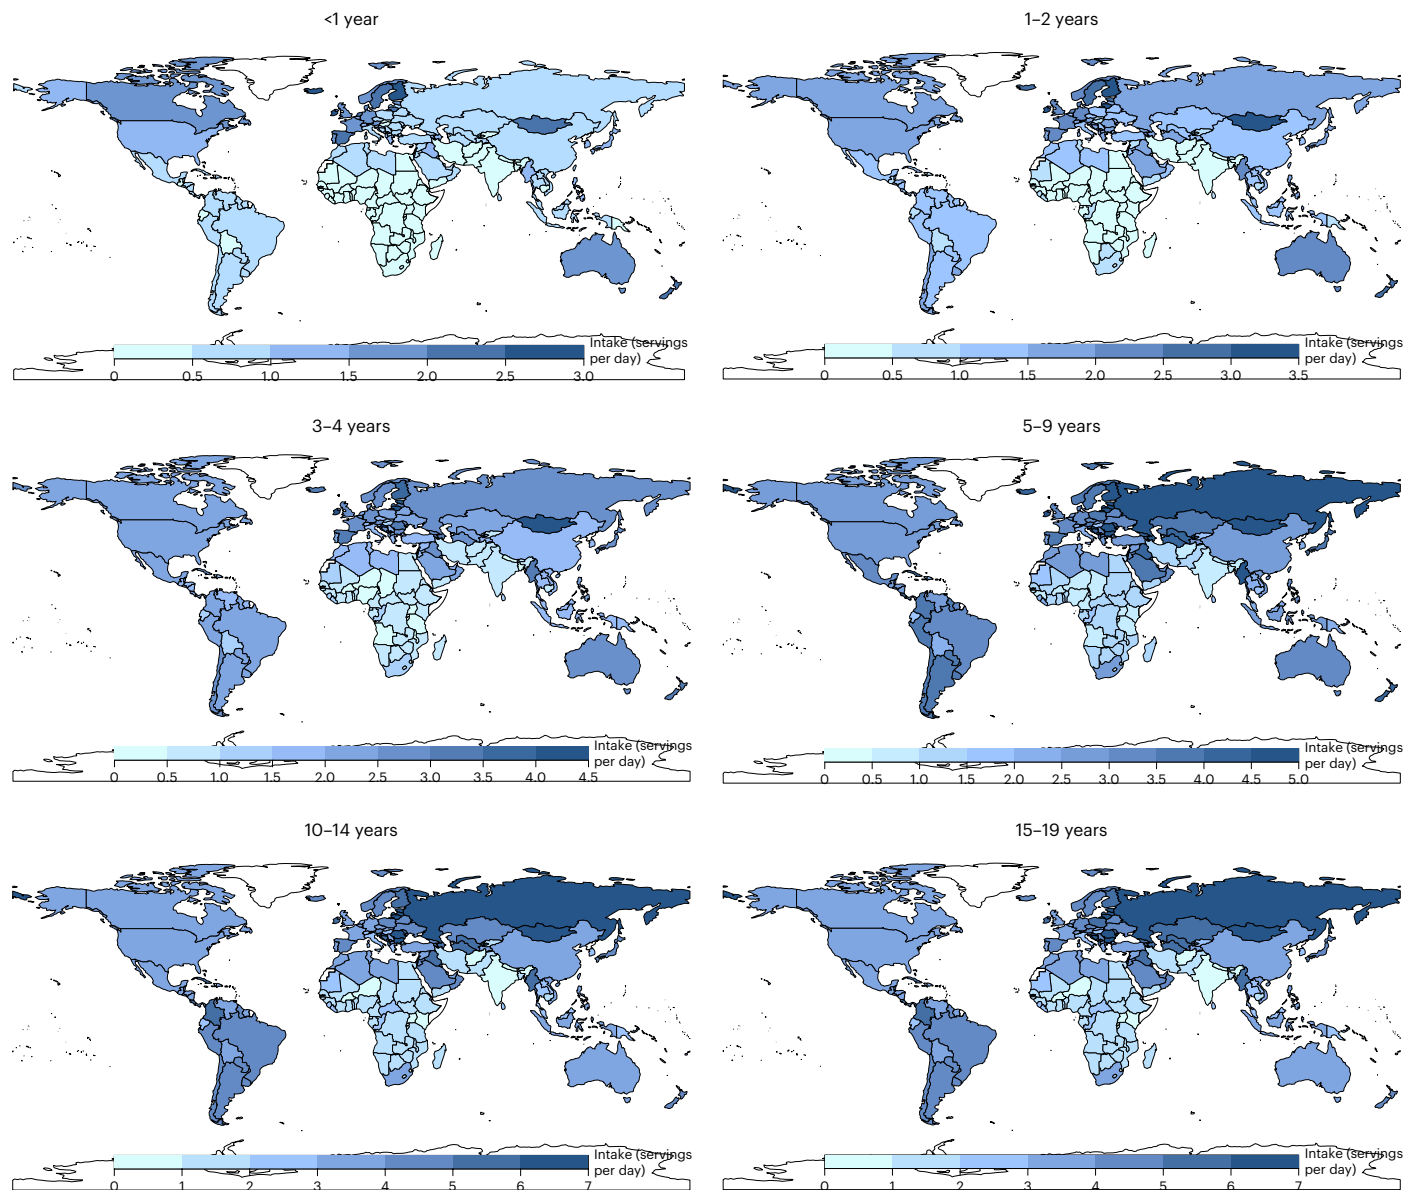 <1 year
1–2 years
Intake (servings
per day)
0 0.5 1.0 1.5 2.0 2.5 3.0
Intake (servings
per day)
0 0.5 1.0 1.5 2.0 2.5 3.0 3.5
3–4 years
5–9 years
Intake (servings
per day)
0 0.5 1.0 1.5 2.0 2.5 3.0 3.5 4.0 4.5
Intake (servings
per day)
0 0.5 1.0 1.5 2.0 2.5 3.0 3.5 4.0 4.5 5.0
10–14 years
15–19 years
Intake (servings
per day)
0 1 2 3 4 5 6 7
Intake (servings
per day)
0 1 2 3 4 5 6 7